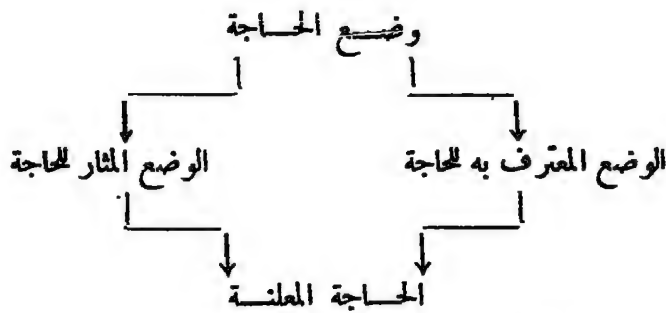 وضع الحاجة
الوضع المعترف به للحاجة الوضع المثار للحاجة
الحاجة المعلنة